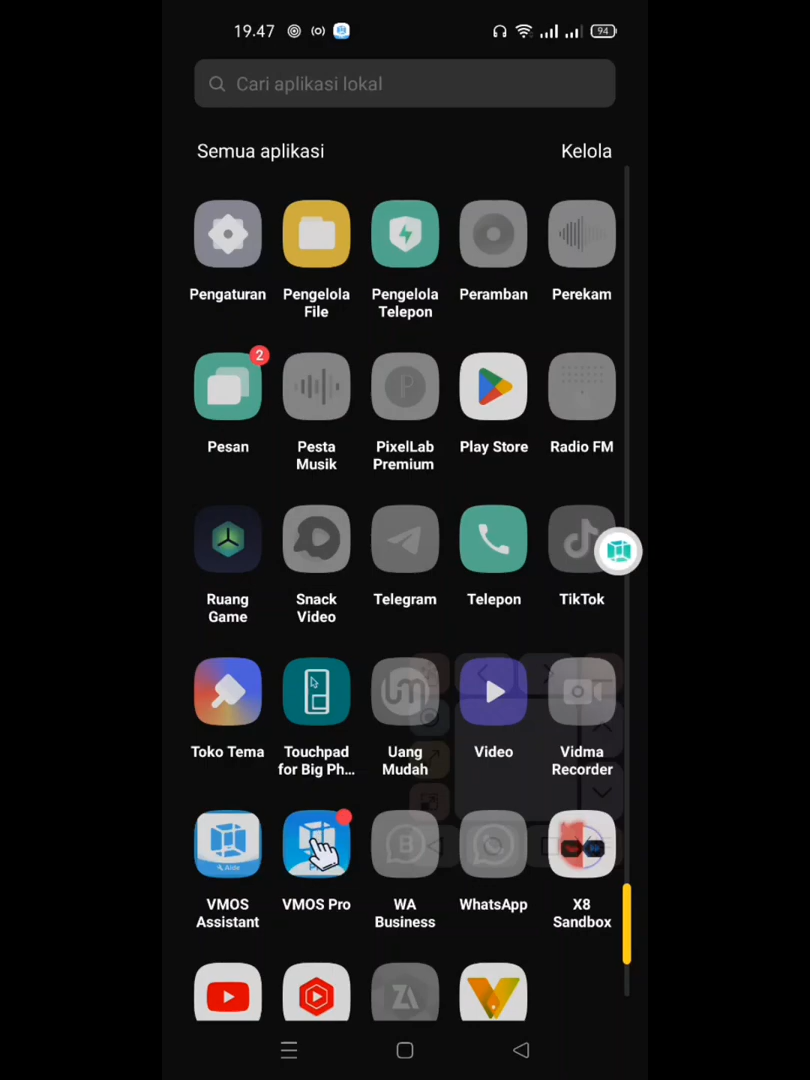 19.47
94
Cari aplikasi lokal
Semua aplikasi
Kelola
Pengaturan
Pengelola
File
Pengelola
Telepon
Peramban
Perekam
2
Pesan
Pesta
Musik
PixelLab
Premium
Play Store
Radio FM
Ruang
Game
Snack
Video
Telegram
Telepon
TikTok
Toko Tema
Touchpad
for Big Ph...
Uang
Mudah
Video
Vidma
Recorder
Aide
VMOS
Assistant
VMOS Pro
WA
Business
WhatsApp
X8
Sandbox